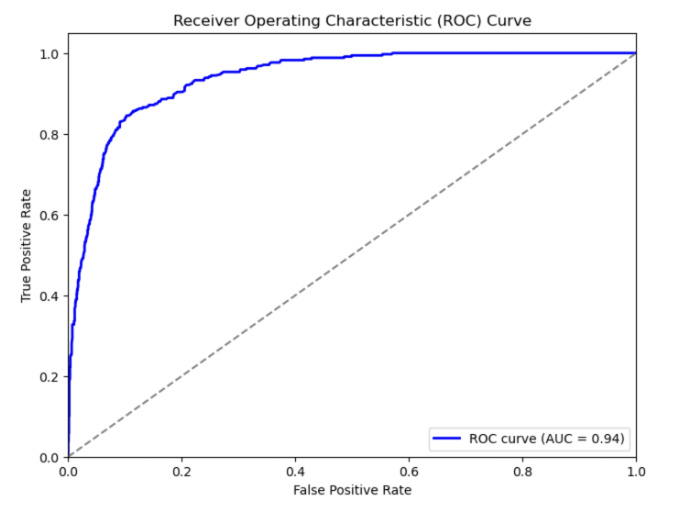 Receiver Operating Characteristic (ROC) Curve
1.0
0.8
0.6
0.4
0.2
0.0
True Positive Rate
0.0 0.2 0.4 0.6 0.8 1.0
False Positive Rate
ROC curve (AUC = 0.94)